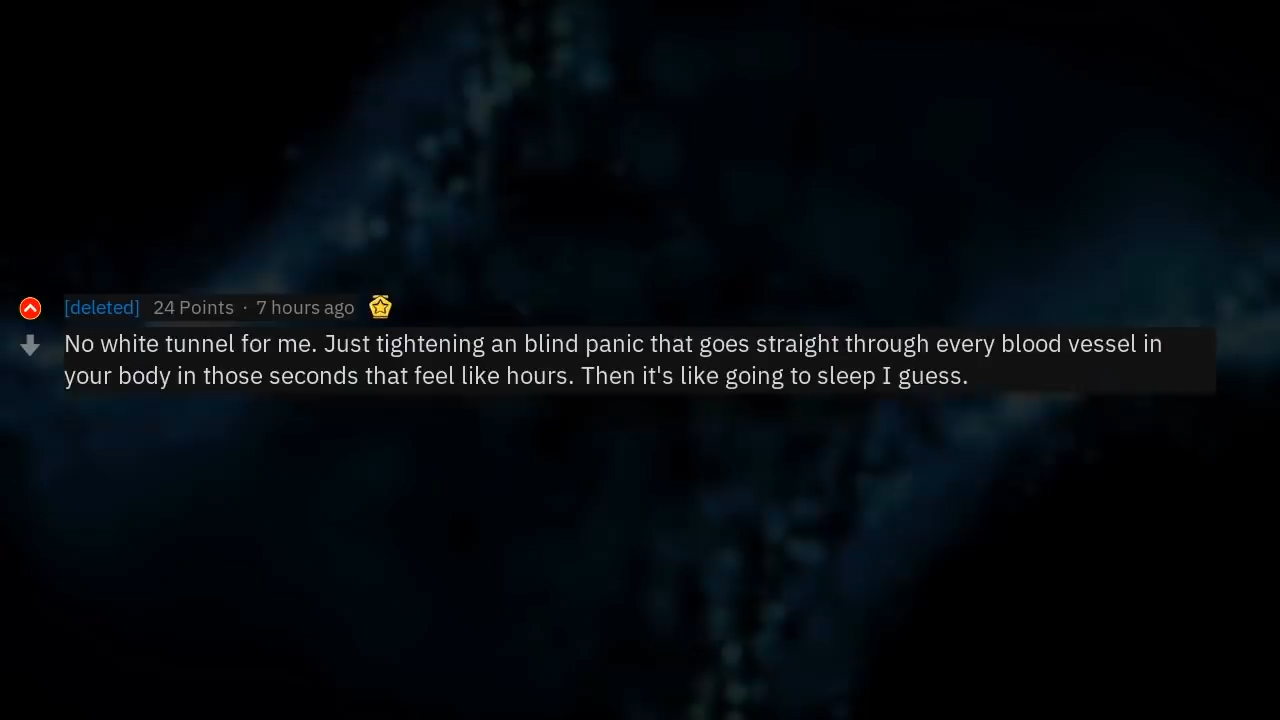 [deleted] 24 Points · 7 hours ago
No white tunnel for me. Just tightening an blind panic that goes straight through every blood vessel in
your body in those seconds that feel like hours. Then it's like going to sleep I guess.